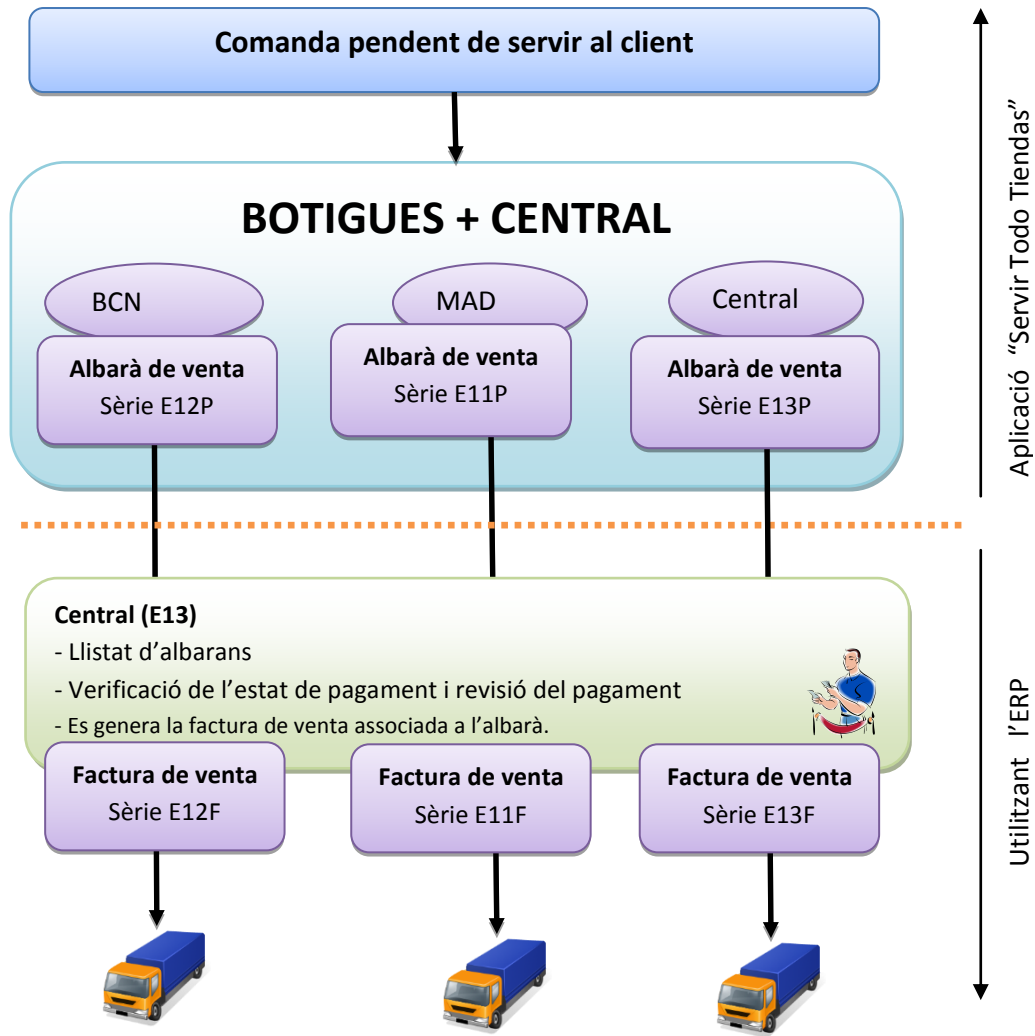 Comanda pendent de servir al client
BOTIGUES + CENTRAL
BCN
Albarà de venta
Sèrie E12P
MAD
Albarà de venta
Sèrie E11P
Central
Albarà de venta
Sèrie E13P
Aplicació "Servir Todo Tiendas"
Central (E13)
- Llistat d'albarans
- Verificació de l'estat de pagament i revisió del pagament
- Es genera la factura de venta associada a l'albarà.
Factura de venta
Sèrie E12F
Factura de venta
Sèrie E11F
Factura de venta
Sèrie E13F
Utilitzant l'ERP